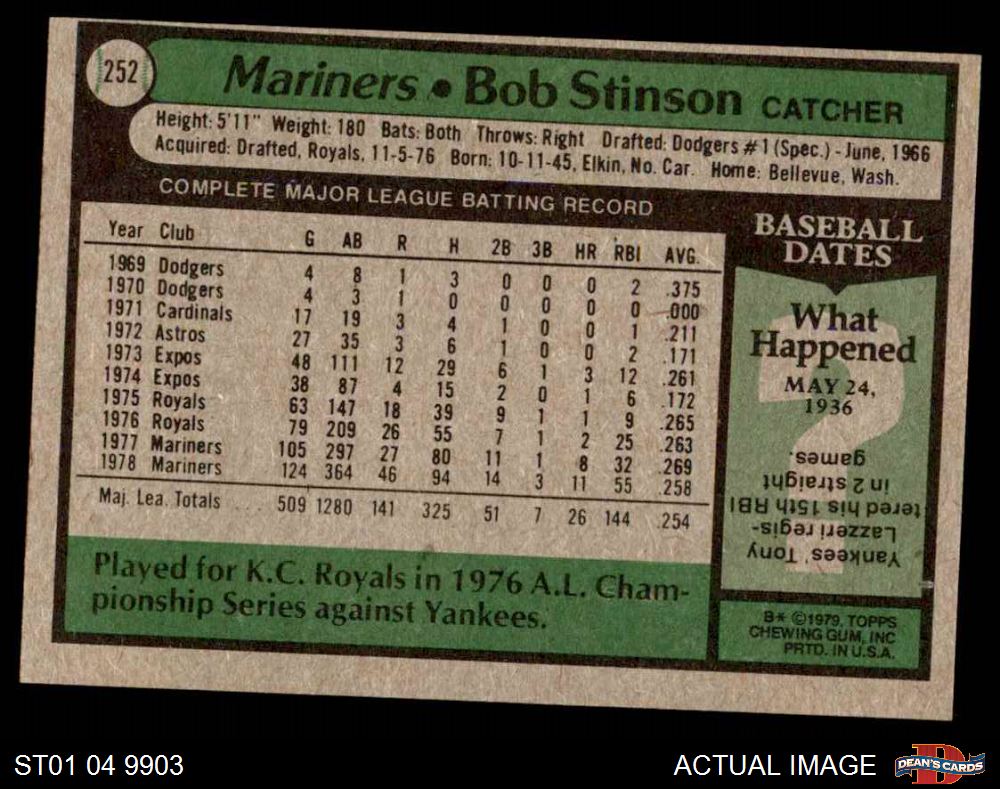 252
Mariners • Bob Stinson CATCHER
Height: 5'11" Weight: 180 Bats: Both Throws: Right Drafted: Dodgers #1 (Spec.) - June, 1966
Acquired: Drafted, Royals, 11-5-76 Born: 10-11-45, Elkin, No. Car. Home: Bellevue, Wash.
COMPLETE MAJOR LEAGUE BATTING RECORD
Year Club G AB R H 2B 3B HR RBI AVG.
1969 Dodgers 4 8 1 3 0 0 0 2 .375
1970 Dodgers 4 3 1 0 0 0 0 0 .000
1971 Cardinals 17 19 3 4 1 0 0 1 .211
1972 Astros 27 35 3 6 1 0 0 2 .171
1973 Expos 48 111 12 29 6 1 3 12 .261
1974 Expos 38 87 4 15 2 0 1 6 .172
1975 Royals 63 147 18 39 9 1 1 9 .265
1976 Royals 79 209 26 55 7 1 2 25 .263
1977 Mariners 105 297 27 80 11 1 8 32 .269
1978 Mariners 124 364 46 94 14 3 11 55 .258
Maj. Lea. Totals 509 1280 141 325 51 7 26 144 .254
Played for K.C. Royals in 1976 A.L. Cham-
pionship Series against Yankees.
BASEBALL
DATES
What
Happened
MAY 24,
1936
Yankees' Tony
Lazzeri regis-
tered his 15th RBI
in 2 straight
games.
B* ©1979, TOPPS
CHEWING GUM, INC
PRTD. IN U.S.A.
ST01 04 9903
ACTUAL IMAGE
D
DEAN'S CARDS